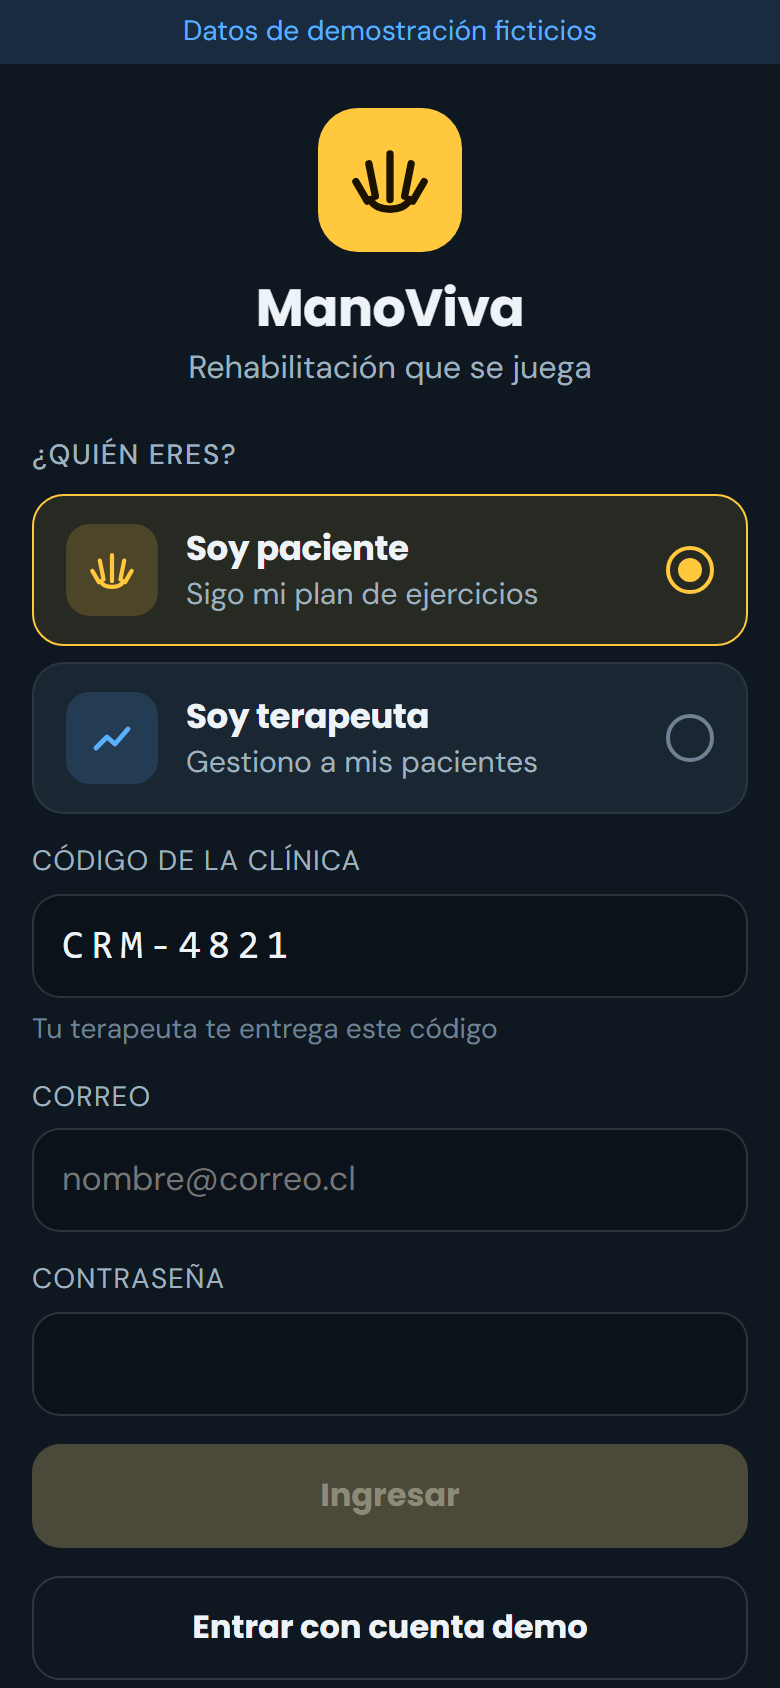 Datos de demostración ficticios
ManoViva
Rehabilitación que se juega
¿QUIÉN ERES?
Soy paciente
Sigo mi plan de ejercicios
Soy terapeuta
Gestiono a mis pacientes
CÓDIGO DE LA CLÍNICA
CRM-4821
Tu terapeuta te entrega este código
CORREO
nombre@correo.cl
CONTRASEÑA
Ingresar
Entrar con cuenta demo